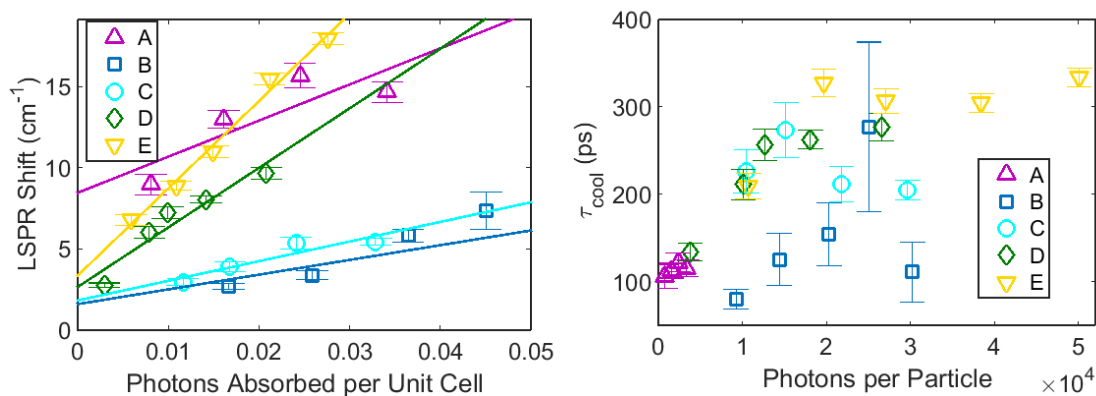 A
B
C
D
E
15
10
5
0
LSPR Shift (cm⁻¹)
0 0.01 0.02 0.03 0.04 0.05
Photons Absorbed per Unit Cell
400
300
200
100
τcool (ps)
A
B
C
D
E
0 1 2 3 4 5
Photons per Particle ×10⁴